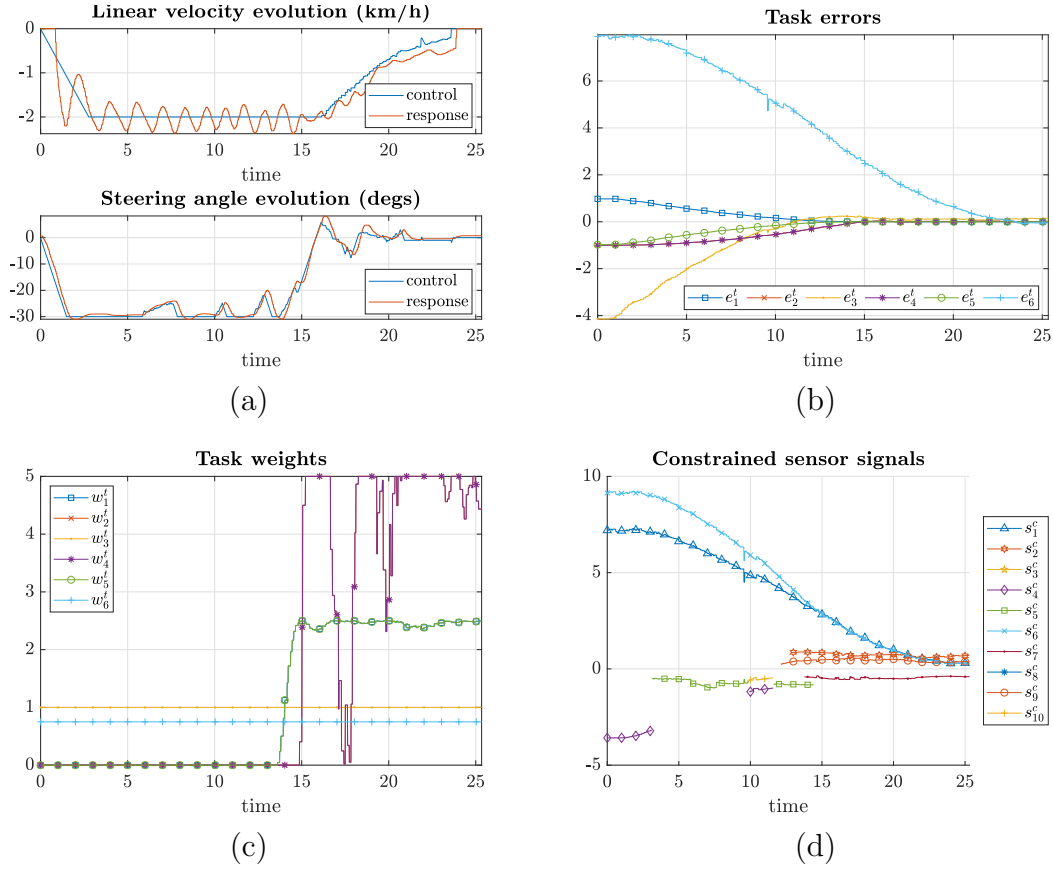 Linear velocity evolution (km/h)
0
-1
-2
control
response
0 5 10 15 20 25
time
Steering angle evolution (degs)
0
-10
-20
-30
control
response
0 5 10 15 20 25
time
(a)
Task errors
6
4
2
0
-2
-4
e_1^t e_2^t e_3^t e_4^t e_5^t e_6^t
0 5 10 15 20 25
time
(b)
Task weights
5
4
3
2
1
0
w_1^t
w_2^t
w_3^t
w_4^t
w_5^t
w_6^t
0 5 10 15 20 25
time
(c)
Constrained sensor signals
10
5
0
-5
0 5 10 15 20 25
time
s_1^c
s_2^c
s_3^c
s_4^c
s_5^c
s_6^c
s_7^c
s_8^c
s_9^c
s_10^c
(d)